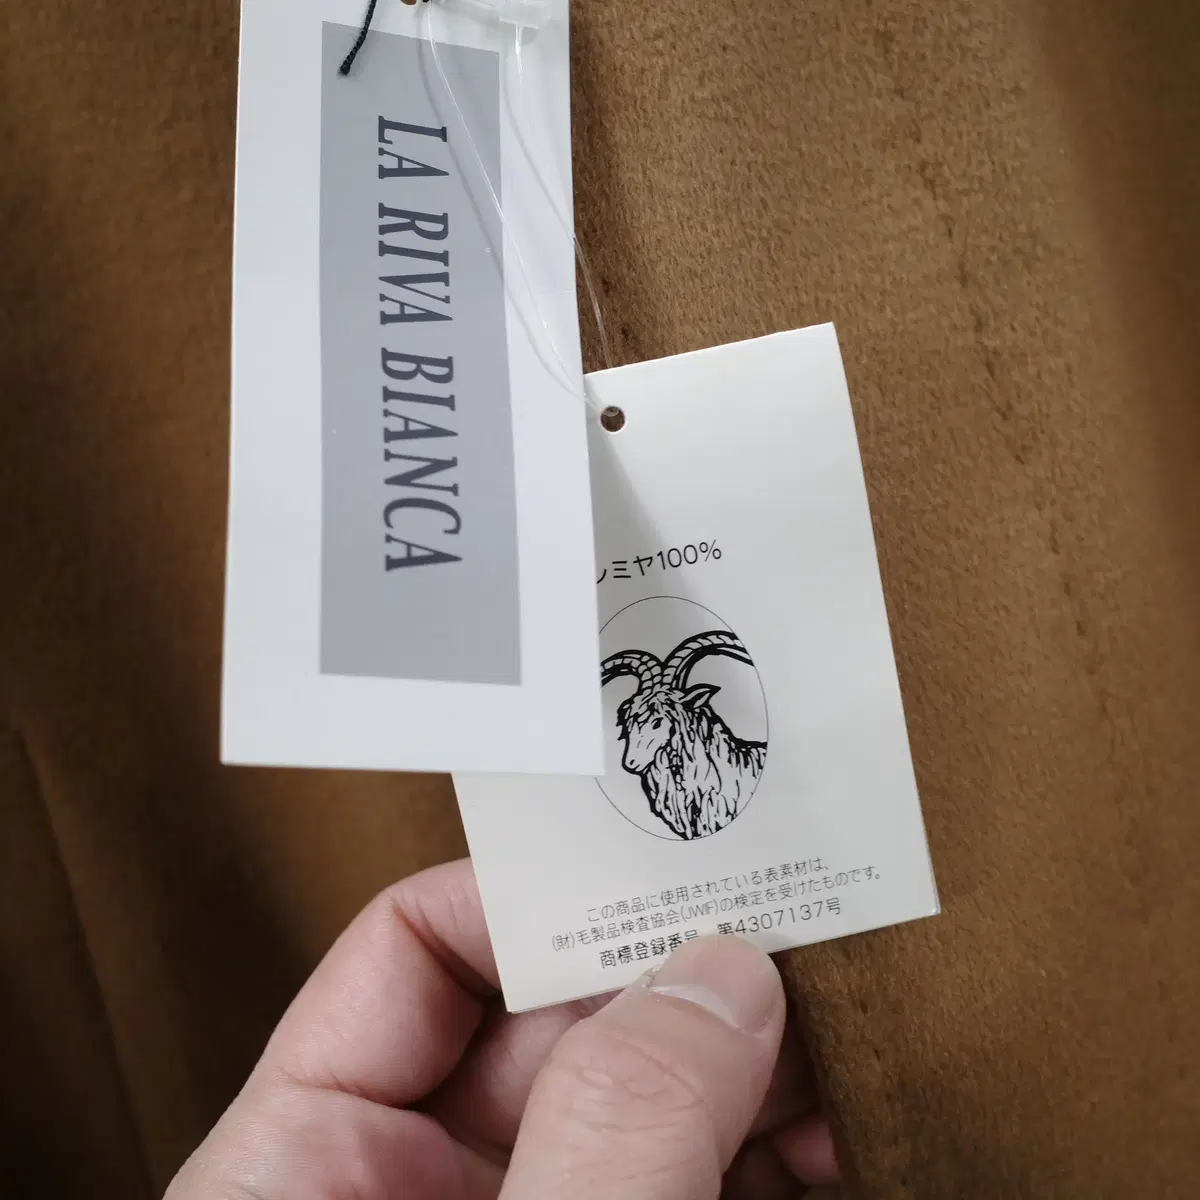 LA RIVA BIANCA
ミヤ100%
この商品に使用されている表素材は、
(財)毛製品検査協会(JWIF)の検定を受けたものです。
商標登録番号 第4307137号